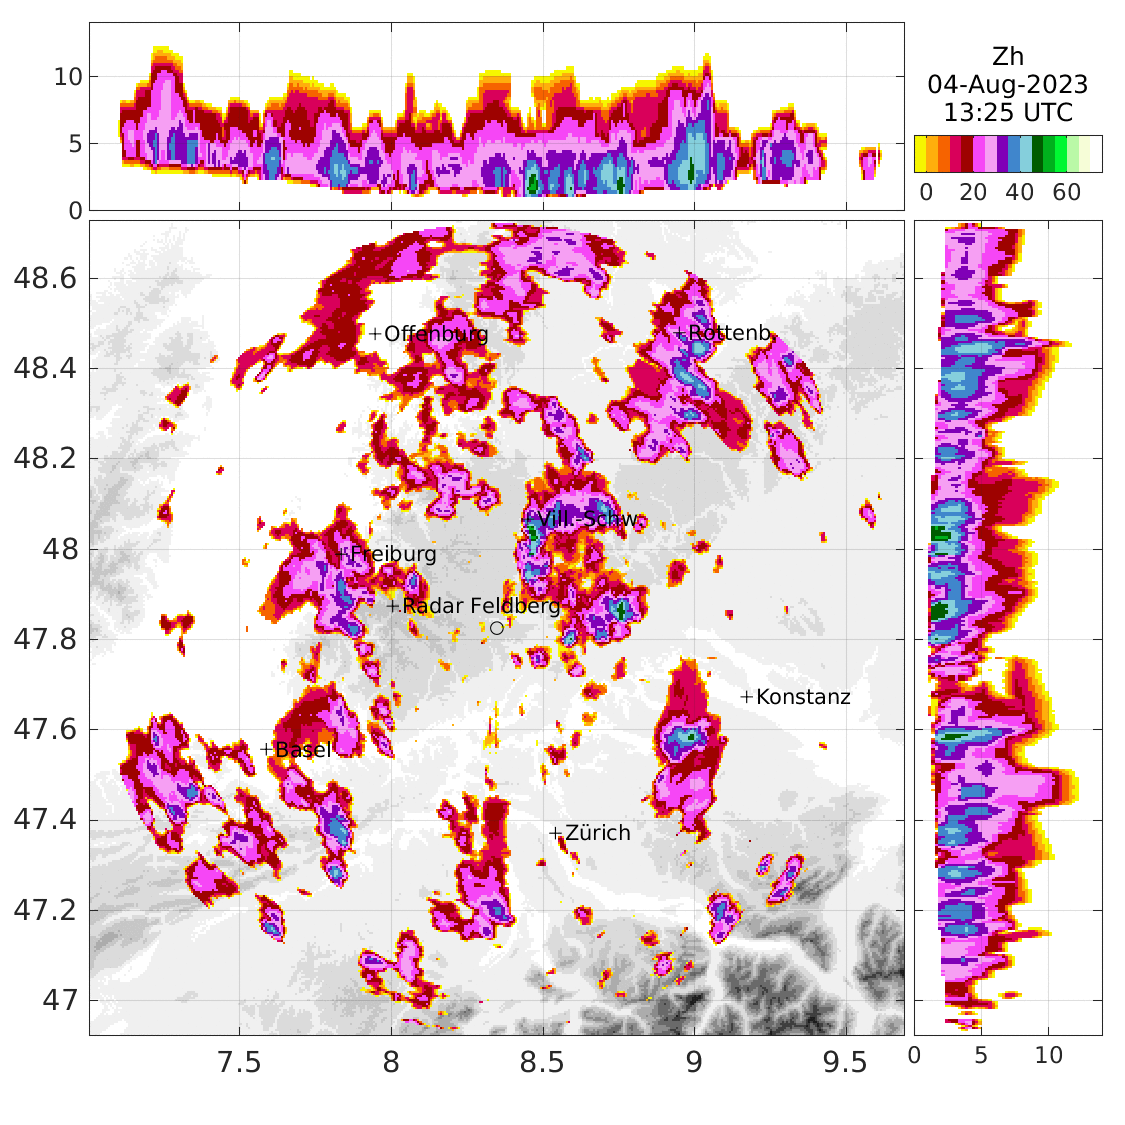 Zh
04-Aug-2023
13:25 UTC
0 20 40 60
10
5
0
48.6
48.4
48.2
48
47.8
47.6
47.4
47.2
47
+Offenburg
+Rottenb.
+Vill.-Schw.
+Freiburg
+Radar Feldberg
+Konstanz
+Basel
+Zürich
7.5 8 8.5 9 9.5
0 5 10